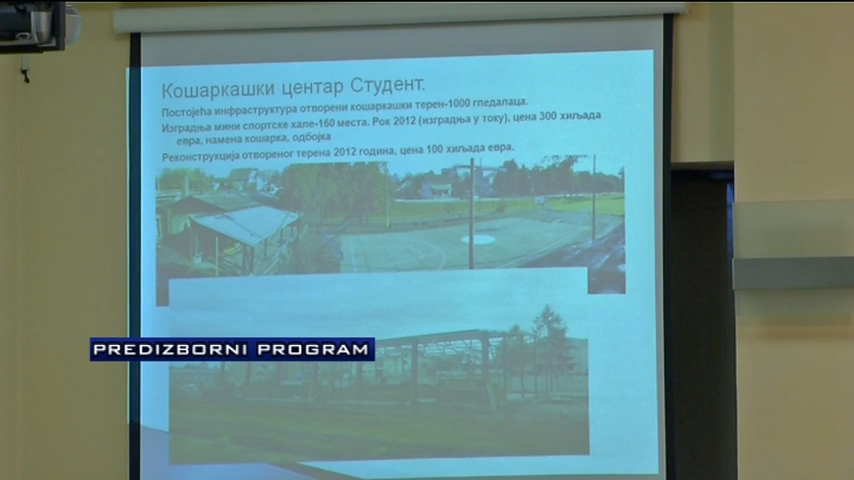 Кошаркашки центар Студент.
Постојећа инфраструктура отворени кошаркашки терен-1000 гледалаца.
Изградња мини спортске хале-160 места. Рок 2012 (изградња у току), цена 300 хиљада
евра, намена кошарка, одбојка
Реконструкција отвореног терена 2012 година, цена 100 хиљада евра.
PREDIZBORNI PROGRAM